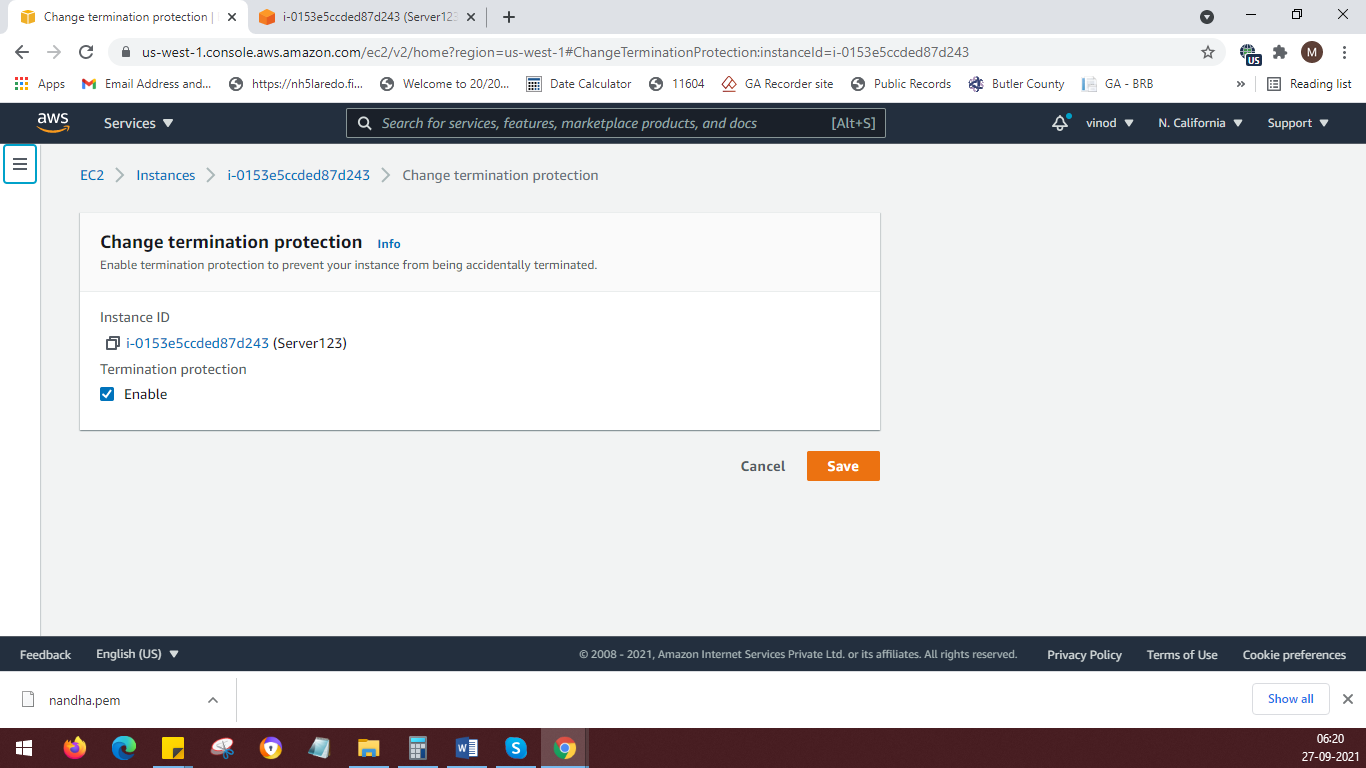 Change termination protection |
i-0153e5ccded87d243 (Server123
us-west-1.console.aws.amazon.com/ec2/v2/home?region=us-west-1#ChangeTerminationProtection:instanceId=i-0153e5ccded87d243
US
M
Apps
Email Address and...
https://nh5laredo.fi...
Welcome to 20/20...
Date Calculator
11604
GA Recorder site
Public Records
Butler County
GA - BRB
»
Reading list
aws
Services
Search for services, features, marketplace products, and docs
[Alt+S]
vinod
N. California
Support
EC2
Instances
i-0153e5ccded87d243
Change termination protection
Change termination protection Info
Enable termination protection to prevent your instance from being accidentally terminated.
Instance ID
i-0153e5ccded87d243 (Server123)
Termination protection
Enable
Cancel
Save
Feedback
English (US)
© 2008 - 2021, Amazon Internet Services Private Ltd. or its affiliates. All rights reserved.
Privacy Policy
Terms of Use
Cookie preferences
nandha.pem
Show all
06:20
27-09-2021